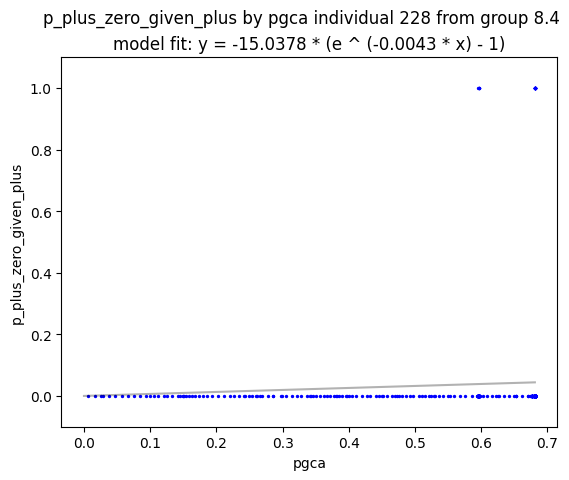 p_plus_zero_given_plus by pgca individual 228 from group 8.4
model fit: y = -15.0378 * (e ^ (-0.0043 * x) - 1)
p_plus_zero_given_plus
1.0
0.8
0.6
0.4
0.2
0.0
0.0 0.1 0.2 0.3 0.4 0.5 0.6 0.7
pgca